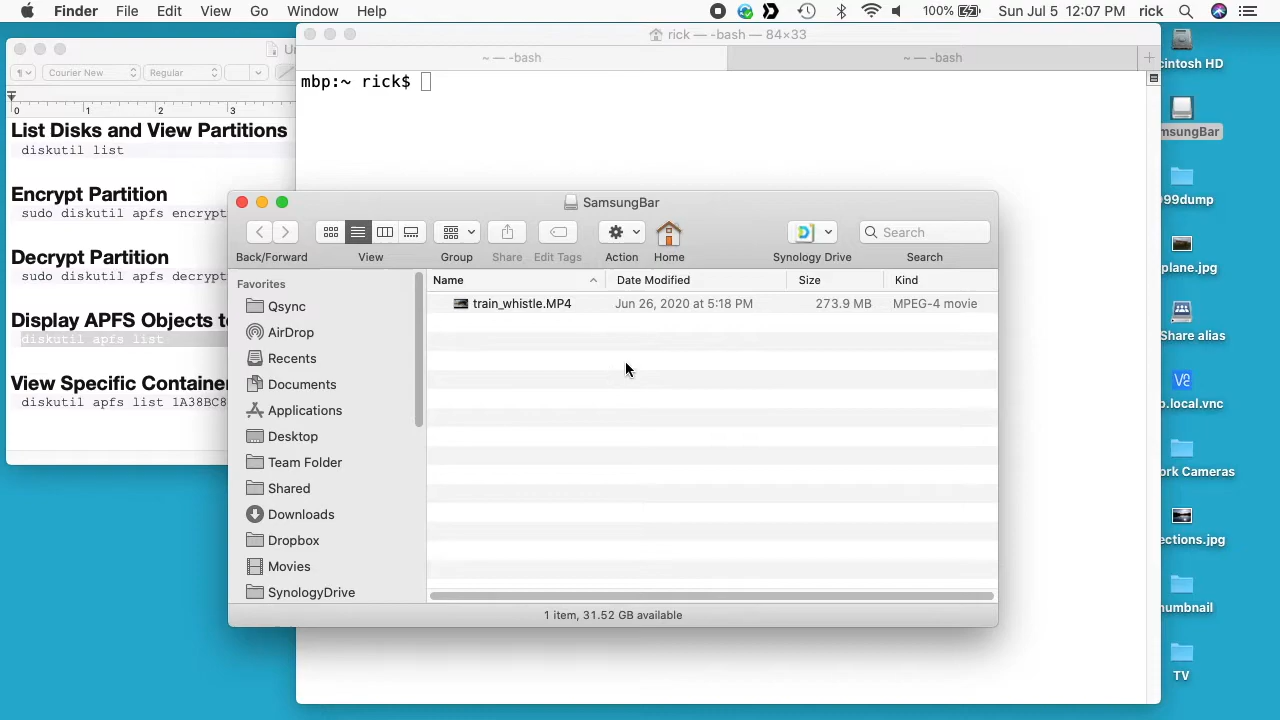 Finder File Edit View Go Window Help 100% Sun Jul 5 12:07 PM rick
rick — -bash — 84×33
~ — -bash
~ — -bash
mbp:~ rick$
Courier New Regular
0 1 2 3
List Disks and View Partitions
diskutil list
Encrypt Partition
sudo diskutil apfs encrypt
Decrypt Partition
sudo diskutil apfs decrypt
Display APFS Objects
diskutil apfs list
View Specific Container
diskutil apfs list 1A38BC8
SamsungBar
Search
Back/Forward View Group Share Edit Tags Action Home Synology Drive Search
Name Date Modified Size Kind
train_whistle.MP4 Jun 26, 2020 at 5:18 PM 273.9 MB MPEG-4 movie
Favorites
Qsync
AirDrop
Recents
Documents
Applications
Desktop
Team Folder
Shared
Downloads
Dropbox
Movies
SynologyDrive
1 item, 31.52 GB available
cintosh HD
msungBar
99dump
plane.jpg
Share alias
o.local.vnc
ork Cameras
ections.jpg
humbnail
TV